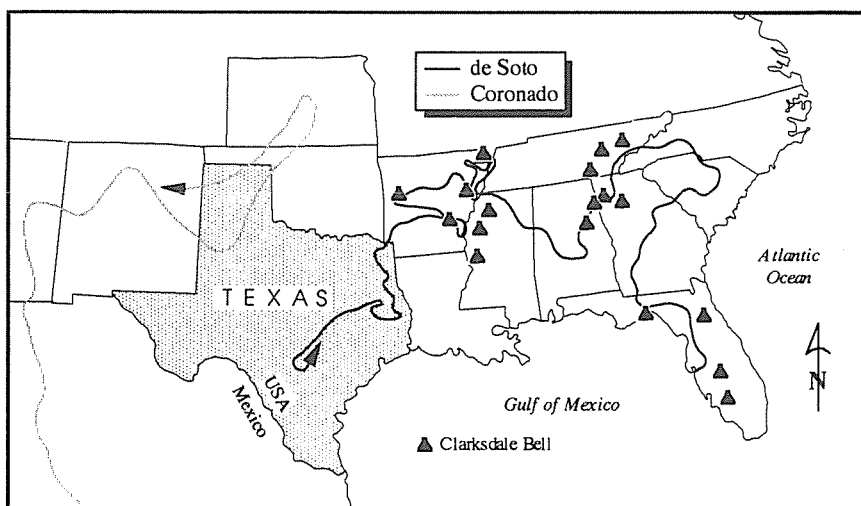 de Soto
Coronado
Atlantic
Ocean
TEXAS
USA
Mexico
N
Gulf of Mexico
Clarksdale Bell